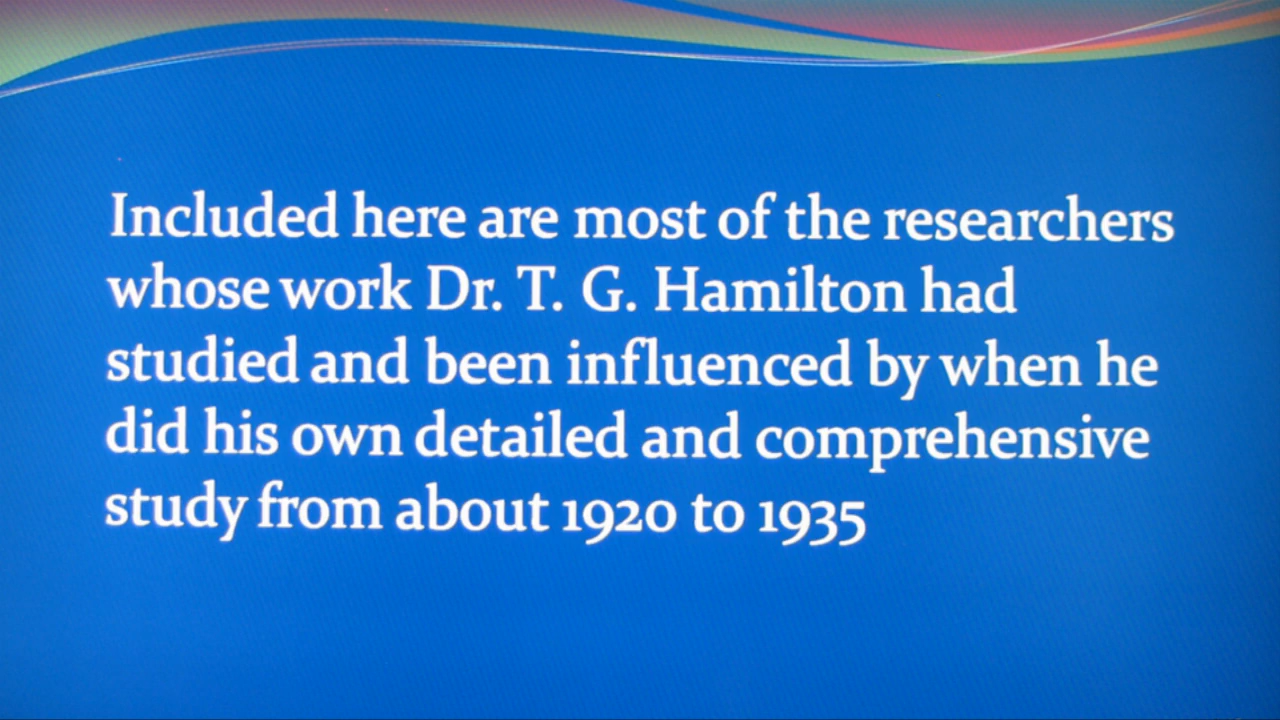 Included here are most of the researchers
whose work Dr. T. G. Hamilton had
studied and been influenced by when he
did his own detailed and comprehensive
study from about 1920 to 1935